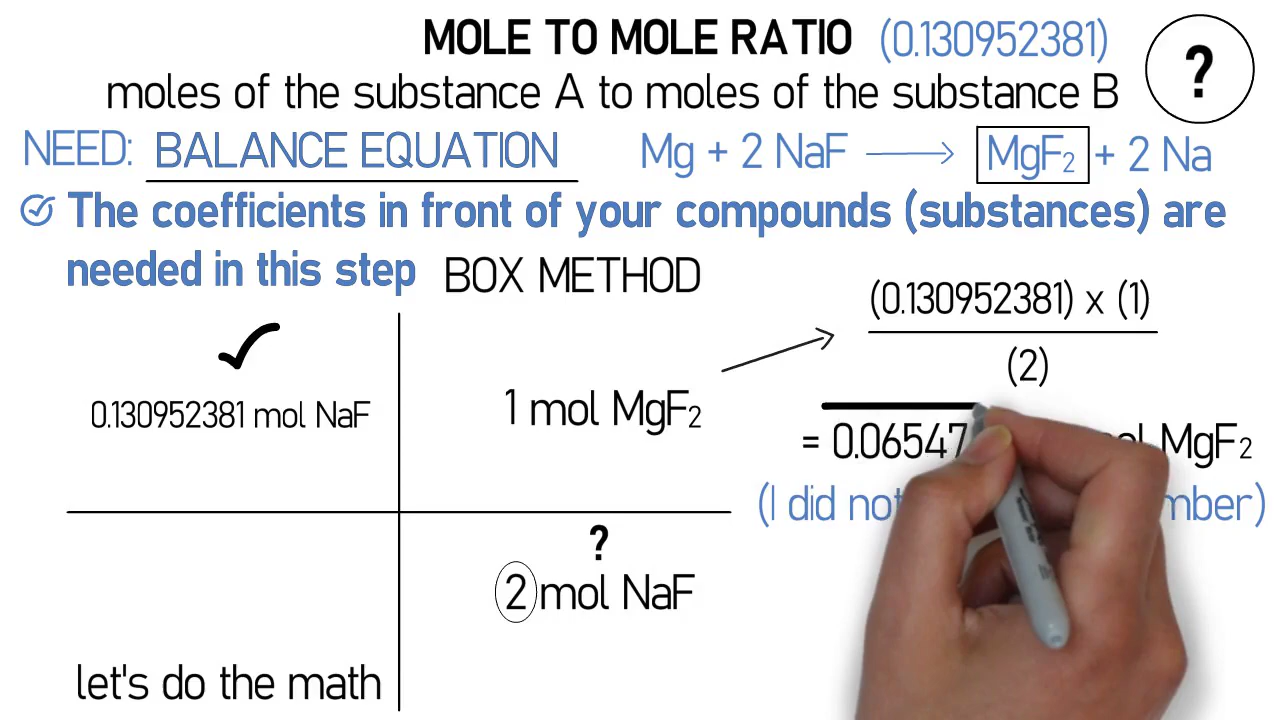 MOLE TO MOLE RATIO (0.130952381)
?
moles of the substance A to moles of the substance B
NEED: BALANCE EQUATION Mg + 2 NaF → MgF₂ + 2 Na
The coefficients in front of your compounds (substances) are
needed in this step
BOX METHOD
0.130952381 mol NaF
1 mol MgF₂
?
2 mol NaF
let's do the math
(0.130952381) x (1)
(2)
= 0.06547 MgF₂
(I did